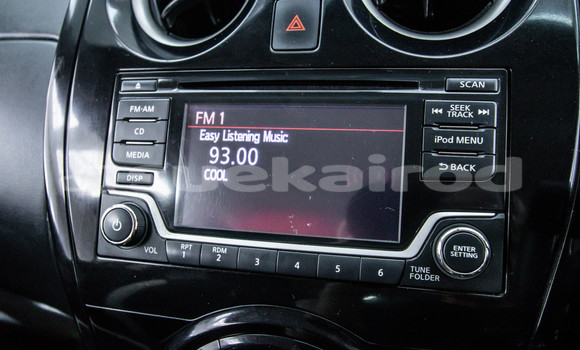 SCAN
FM·AM
CD
MEDIA
DISP
VOL
FM 1
Easy Listening Music
93.00
COOL
SEEK
TRACK
iPod MENU
BACK
ENTER
SETTING
TUNE
FOLDER
RPT
1
RDM
2
3
4
5
6